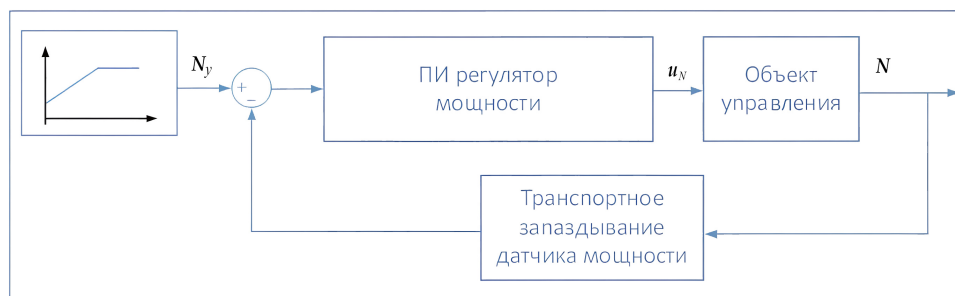 N_y
+
−
ПИ регулятор
мощности
u_N
Объект
управления
N
Транспортное
запаздывание
датчика мощности